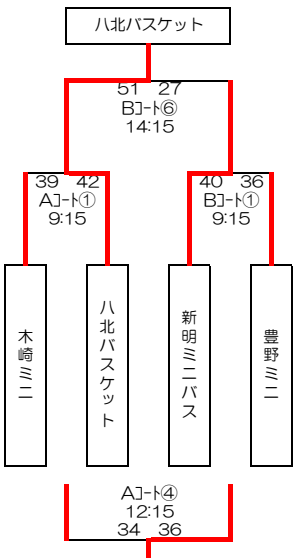 八北バスケット
51 27
Bコート⑥
14:15
39 42
Aコート①
9:15
40 36
Bコート①
9:15
木崎ミニ
八北バスケット
新明ミニバス
豊野ミニ
Aコート④
12:15
34 36